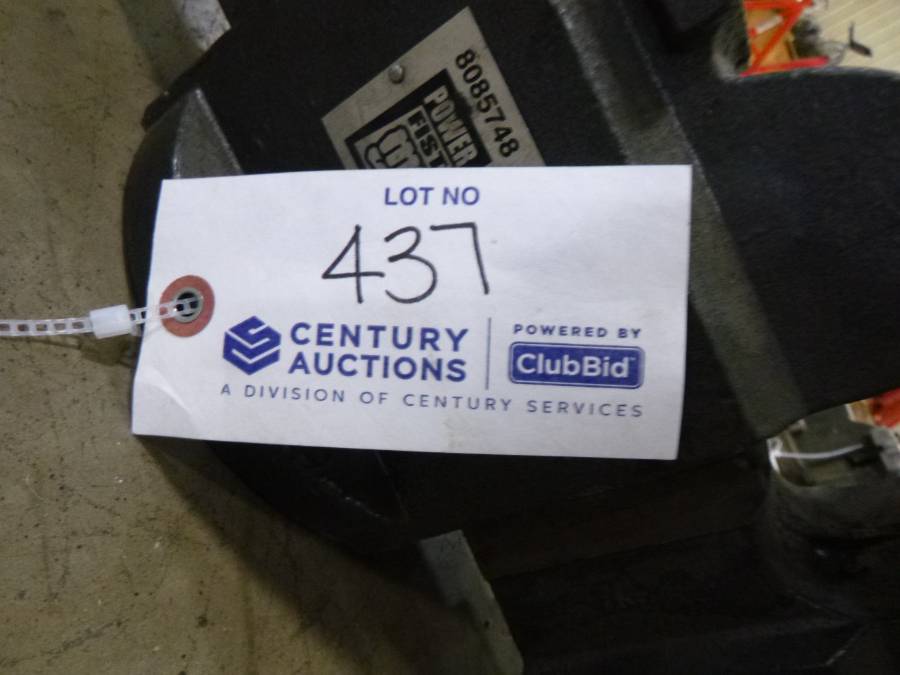 8085748
POWER
FIST
LOT NO
437
CENTURY
AUCTIONS
POWERED BY
ClubBid
A DIVISION OF CENTURY SERVICES